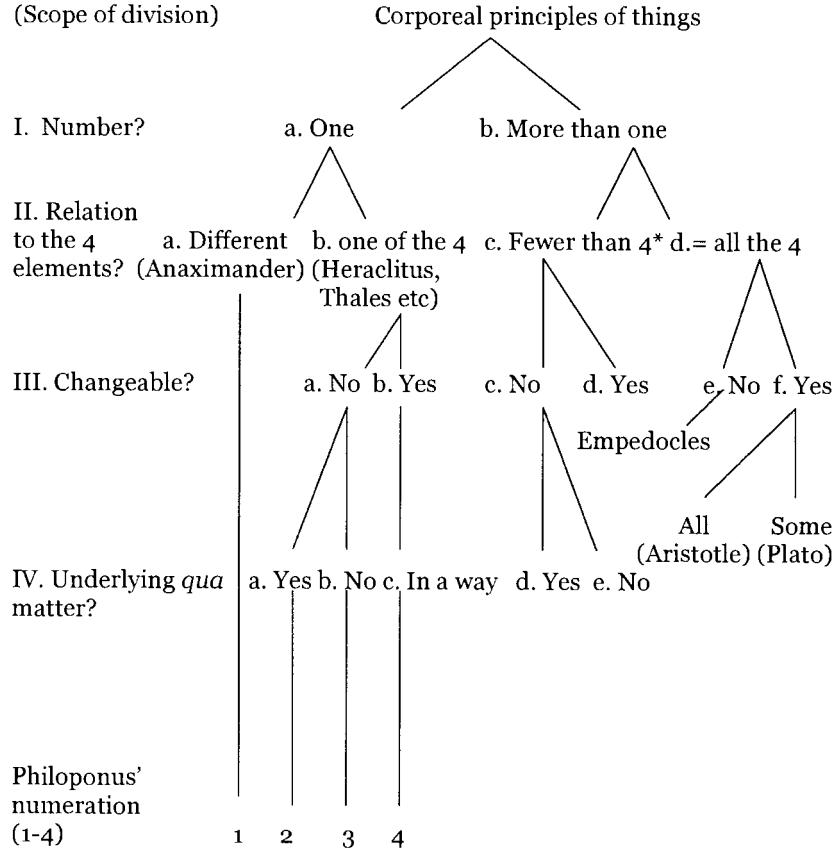 (Scope of division) Corporeal principles of things
I. Number? a. One b. More than one
II. Relation
to the 4 a. Different b. one of the 4 c. Fewer than 4* d.= all the 4
elements? (Anaximander) (Heraclitus,
Thales etc)
III. Changeable? a. No b. Yes c. No d. Yes e. No f. Yes
Empedocles
All Some
(Aristotle) (Plato)
IV. Underlying qua a. Yes b. No c. In a way d. Yes e. No
matter?
Philoponus’
numeration
(1-4) 1 2 3 4